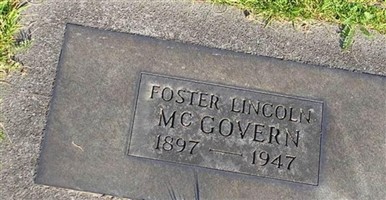 FOSTER LINCOLN
MC GOVERN
1897 — 1947